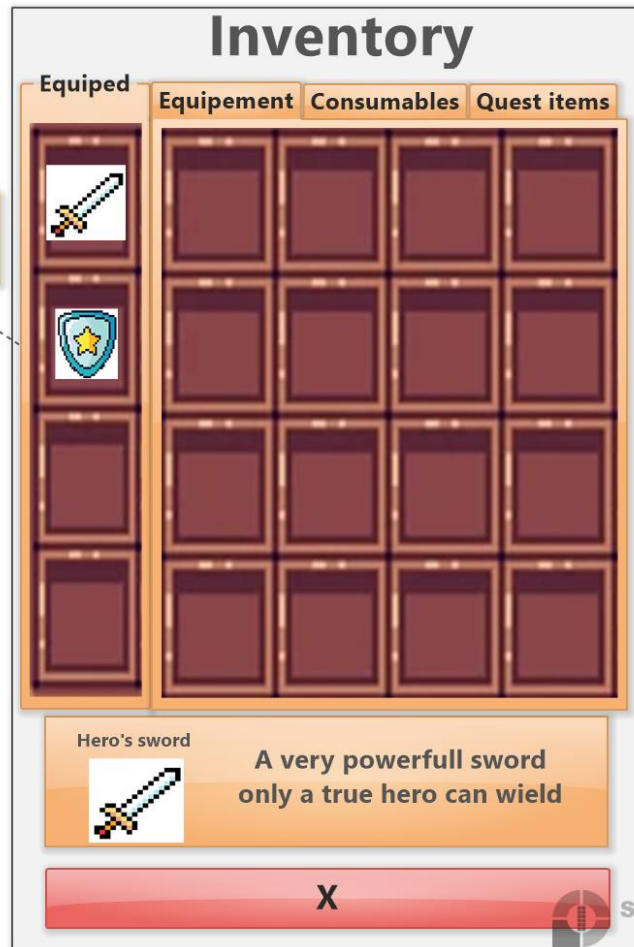 Inventory
Equiped
Equipement
Consumables
Quest items
Hero's sword
A very powerfull sword
only a true hero can wield
X